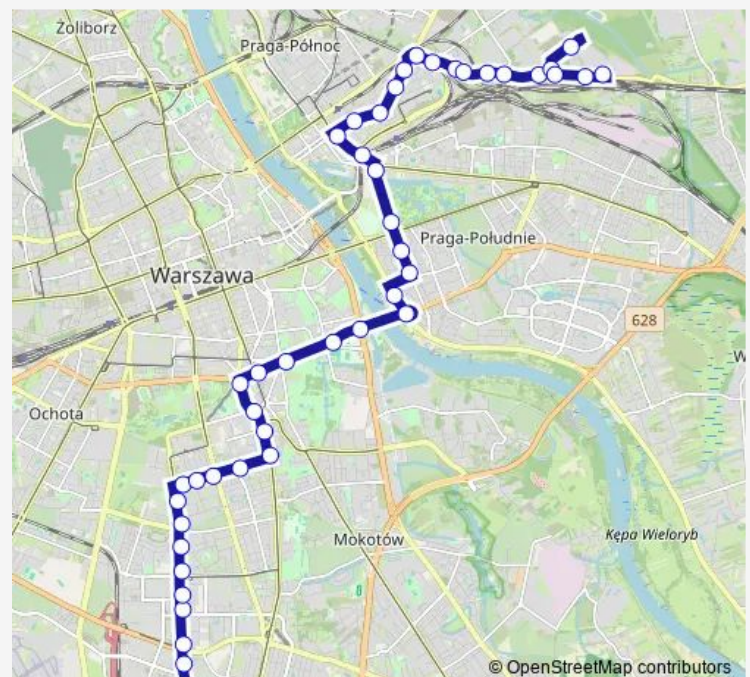 Żoliborz
Praga-Północ
Praga-Południe
Warszawa
628
W
Ochota
Mokotów
Kępa Wieloryb
© OpenStreetMap contributors